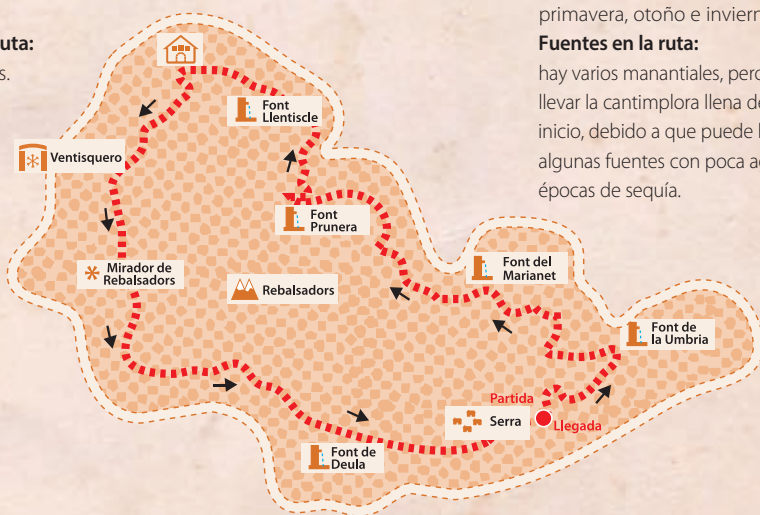 uta:
s.
primavera, otoño e inviern
Fuentes en la ruta:
hay varios manantiales, perc
llevar la cantimplora llena de
inicio, debido a que puede l
algunas fuentes con poca a
épocas de sequía.
Font
Llentiscle
Ventisquero
Font
Prunera
Mirador de
Rebalsadors
Rebalsadors
Font del
Marianet
Font de
la Umbria
Partida
Serra
Llegada
Font de
Deula